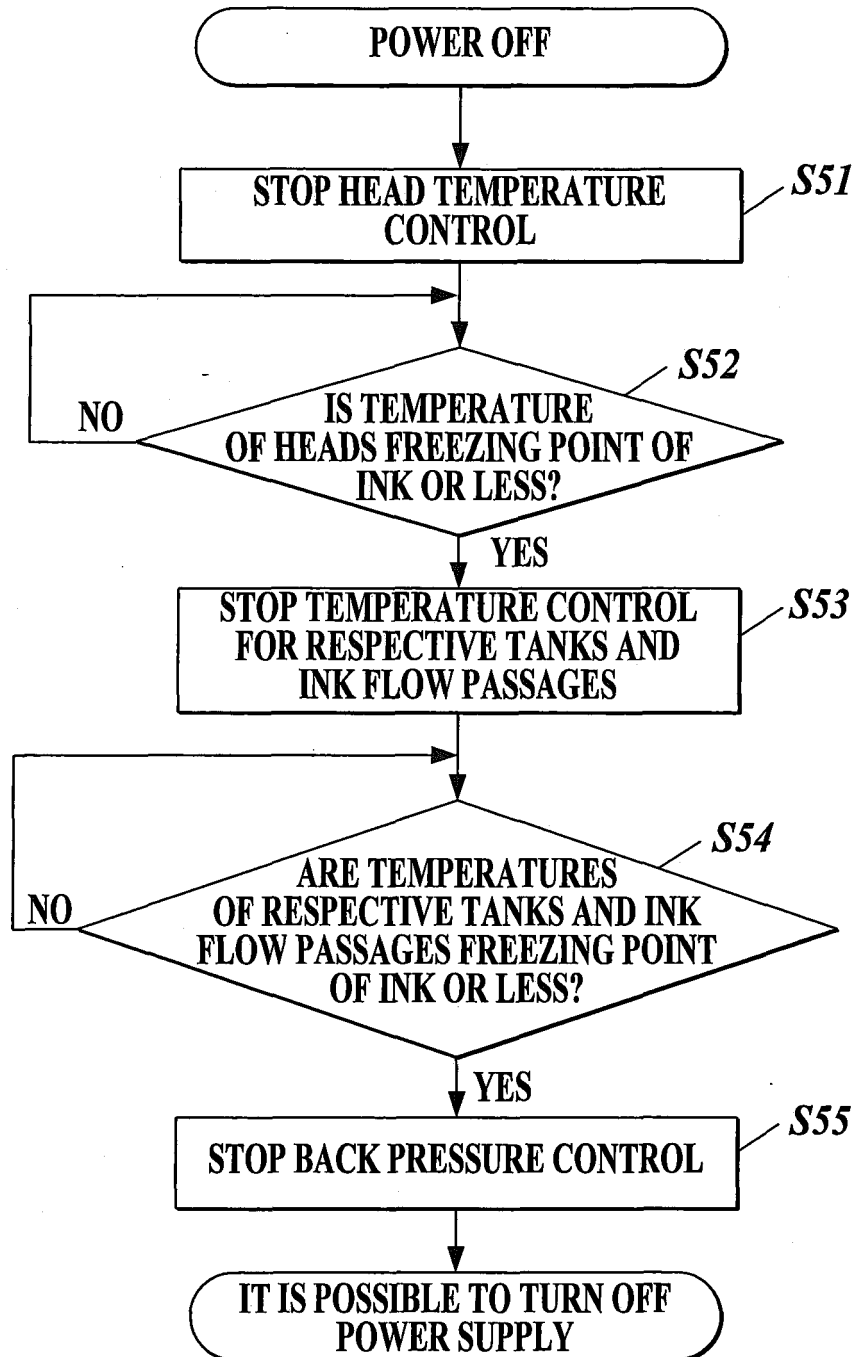 POWER OFF
STOP HEAD TEMPERATURE
CONTROL
S51
S52
IS TEMPERATURE
OF HEADS FREEZING POINT OF
INK OR LESS?
NO
YES
STOP TEMPERATURE CONTROL
FOR RESPECTIVE TANKS AND
INK FLOW PASSAGES
S53
S54
ARE TEMPERATURES
OF RESPECTIVE TANKS AND INK
FLOW PASSAGES FREEZING POINT
OF INK OR LESS?
NO
YES
STOP BACK PRESSURE CONTROL
S55
IT IS POSSIBLE TO TURN OFF
POWER SUPPLY